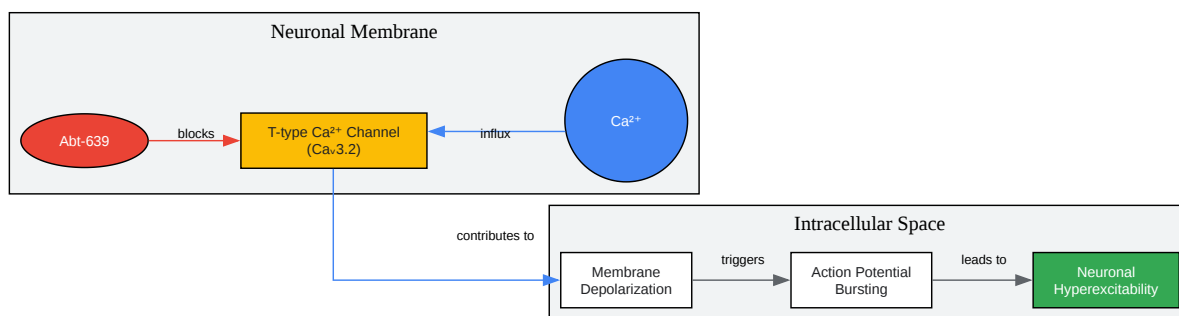 Neuronal Membrane
Abt-639
blocks
T-type Ca²⁺ Channel
(Caᵥ3.2)
influx
Ca²⁺
contributes to
Intracellular Space
Membrane
Depolarization
triggers
Action Potential
Bursting
leads to
Neuronal
Hyperexcitability